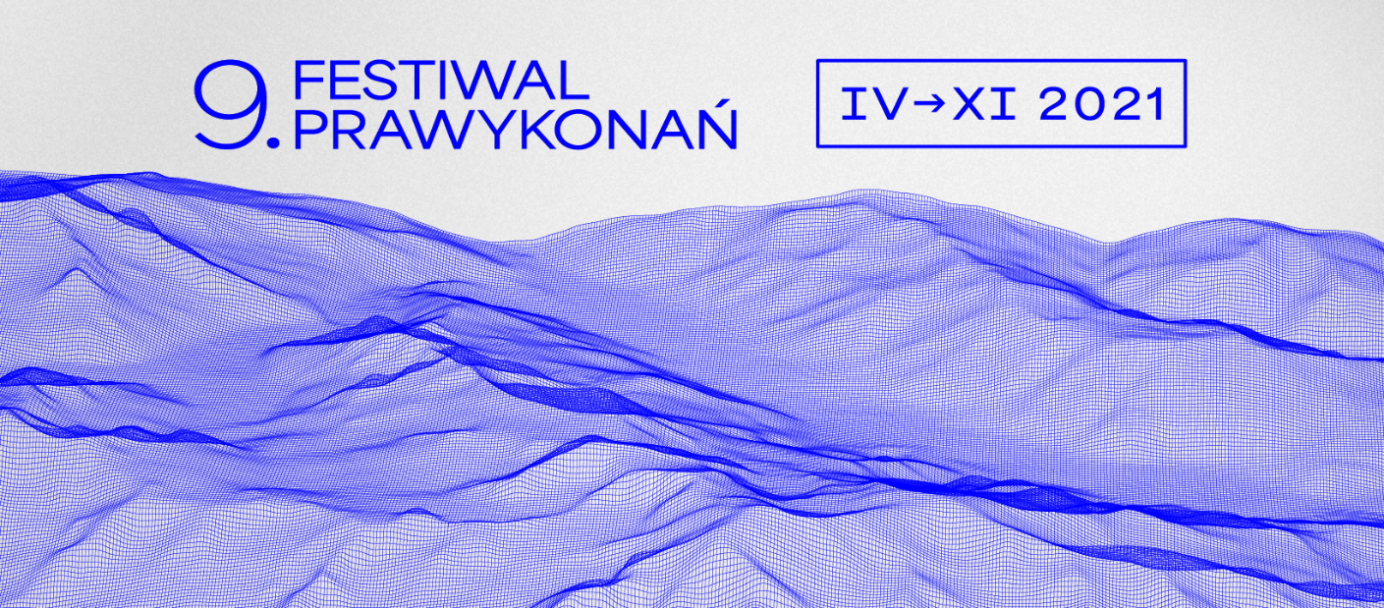 9. FESTIWAL
PRAWYKONAŃ
IV→XI 2021